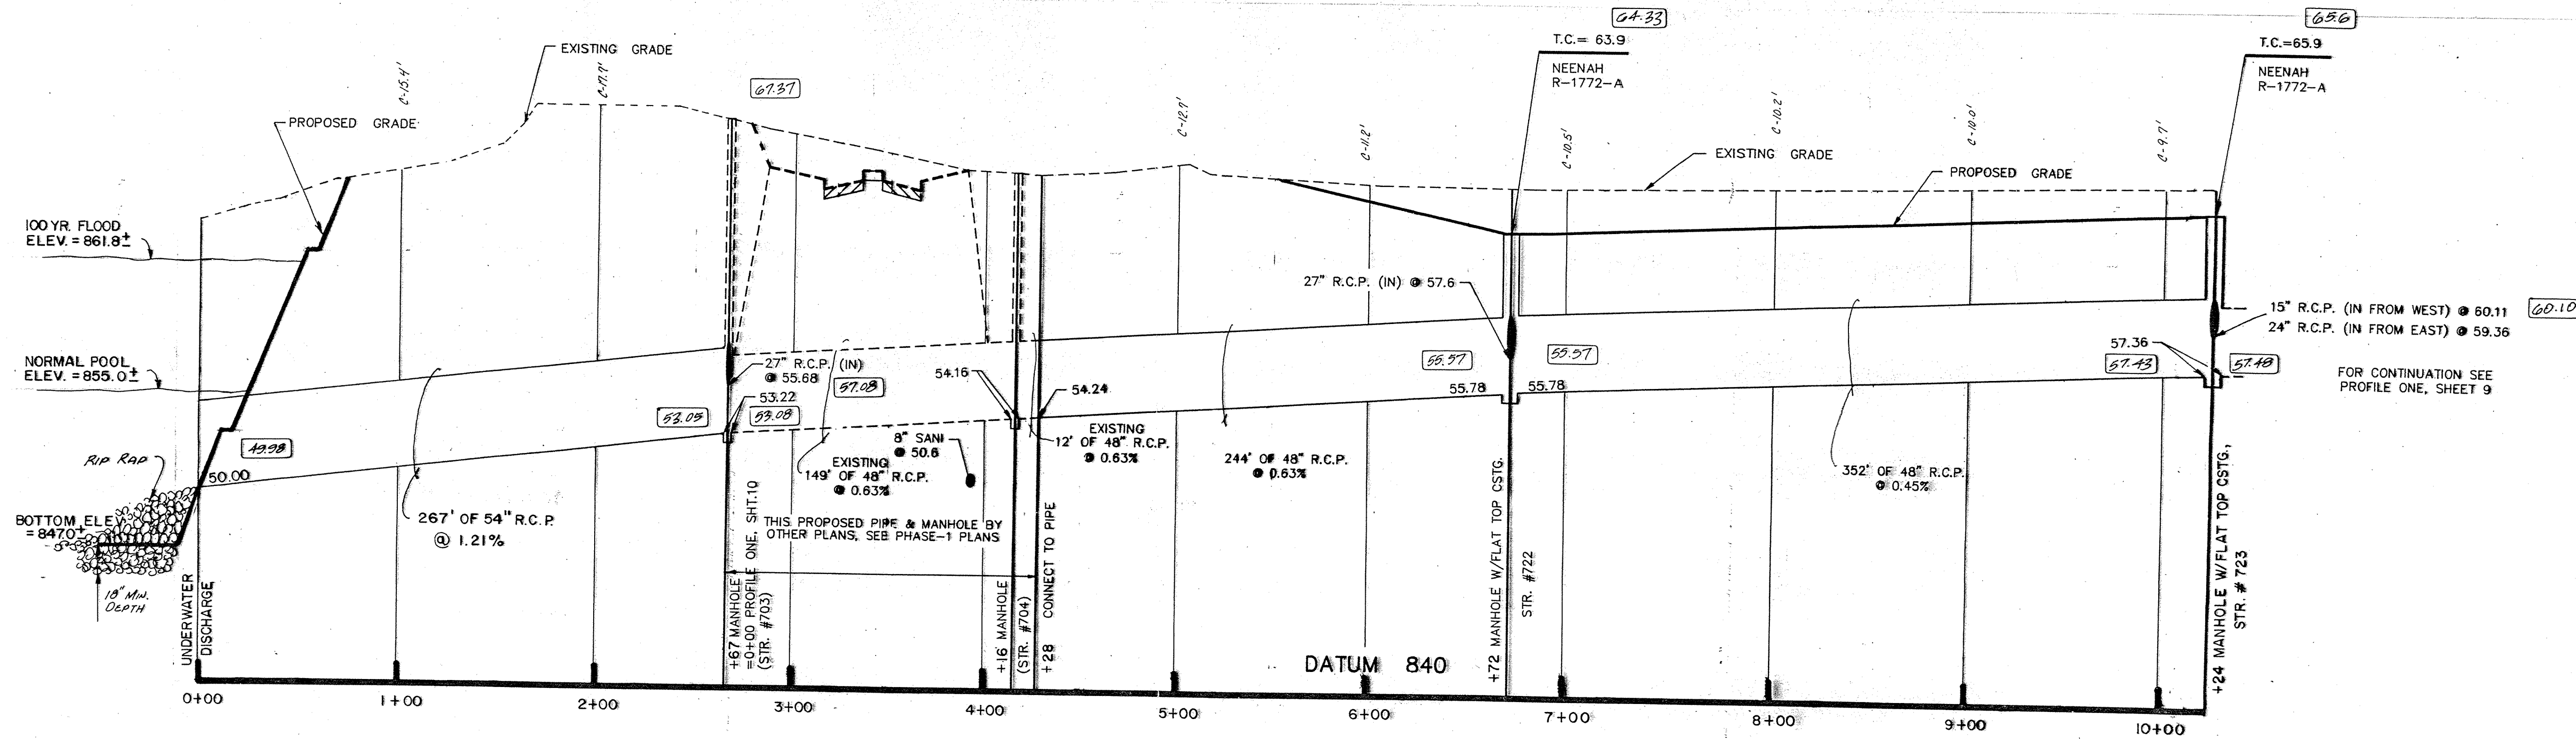 64.33
65.6
T.C.= 63.9
NEENAH
R-1772-A
T.C.=65.9
NEENAH
R-1772-A
EXISTING GRADE
PROPOSED GRADE
C-15.4'
C-17.7'
67.37
C-12.7'
C-11.2'
C-10.5'
C-10.2'
C-10.0'
C-9.7'
EXISTING GRADE
PROPOSED GRADE
100 YR. FLOOD
ELEV. = 861.8±
NORMAL POOL
ELEV. = 855.0±
27" R.C.P. (IN) @ 57.6
15" R.C.P. (IN FROM WEST) @ 60.11
60.10
24" R.C.P. (IN FROM EAST) @ 59.36
27" R.C.P. (IN)
@ 55.68
57.08
54.16
54.24
55.57
55.57
57.36
57.43
57.48
FOR CONTINUATION SEE
PROFILE ONE, SHEET 9
53.05
53.22
53.08
55.78
55.78
49.98
50.00
RIP RAP
BOTTOM ELEV.
= 847.0±
18" MIN.
DEPTH
267' OF 54" R.C.P.
@ 1.21%
8" SANI
@ 50.6
EXISTING
149' OF 48" R.C.P.
@ 0.63%
EXISTING
12' OF 48" R.C.P.
@ 0.63%
244' OF 48" R.C.P.
@ 0.63%
352' OF 48" R.C.P.
@ 0.45%
THIS PROPOSED PIPE & MANHOLE BY
OTHER PLANS, SEE PHASE-1 PLANS
UNDERWATER
DISCHARGE
+67 MANHOLE
=0+00 PROFILE ONE, SHT.10
(STR. #703)
+16 MANHOLE
(STR. #704)
+28 CONNECT TO PIPE
+72 MANHOLE W/FLAT TOP CSTG.
STR. #722
+24 MANHOLE W/FLAT TOP CSTG.,
STR. # 723
DATUM 840
0+00
1+00
2+00
3+00
4+00
5+00
6+00
7+00
8+00
9+00
10+00